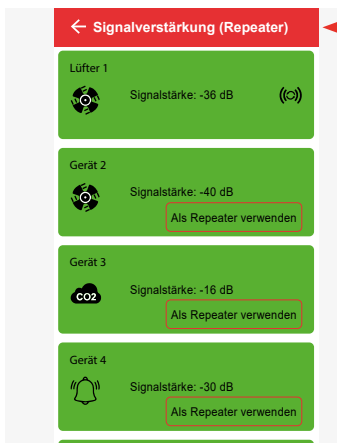 Signalverstärkung (Repeater)
Lüfter 1
Signalstärke: -36 dB
Gerät 2
Signalstärke: -40 dB
Als Repeater verwenden
Gerät 3
CO2
Signalstärke: -16 dB
Als Repeater verwenden
Gerät 4
Signalstärke: -30 dB
Als Repeater verwenden